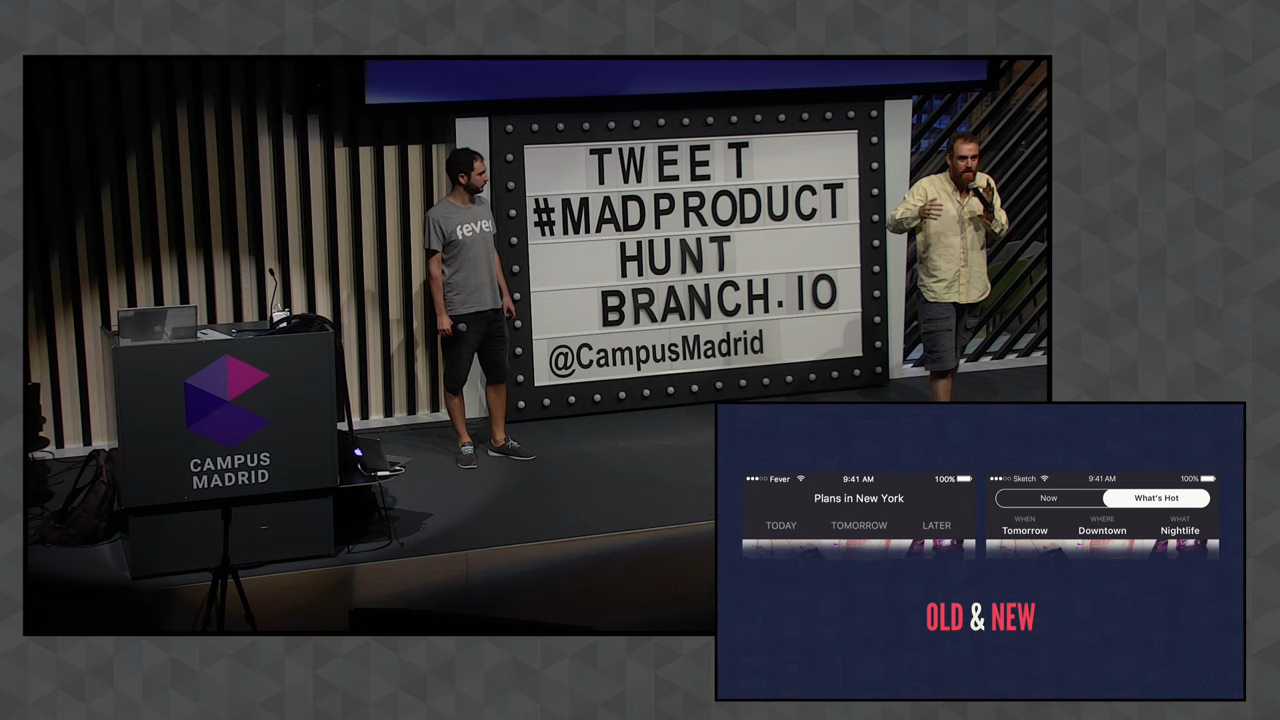 TWEET
#MADPRODUCT
HUNT
BRANCH.IO
@CampusMadrid
fever
CAMPUS
MADRID
Fever 9:41 AM 100%
Plans in New York
TODAY TOMORROW LATER
Sketch 9:41 AM 100%
Now What's Hot
WHEN WHERE WHAT
Tomorrow Downtown Nightlife
OLD & NEW